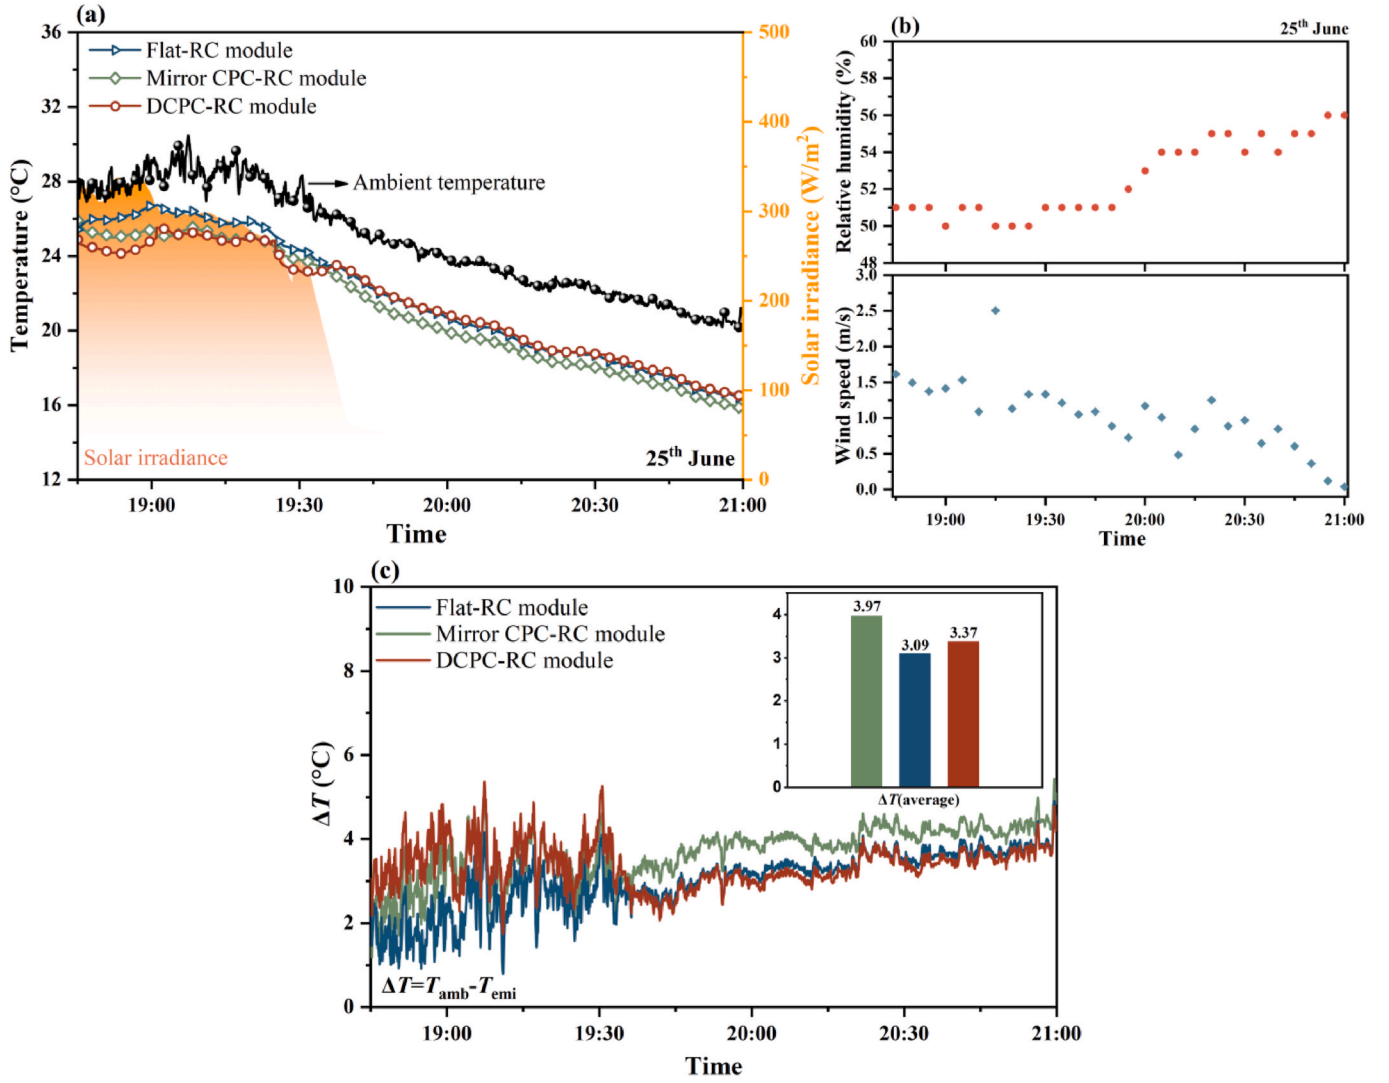 (a)
36
32
28
24
20
16
12
Temperature (°C)
Flat-RC module
Mirror CPC-RC module
DCPC-RC module
Ambient temperature
Solar irradiance
25th June
500
400
300
200
100
0
Solar irradiance (W/m2)
19:00
19:30
20:00
20:30
21:00
Time
(b)
25th June
60
56
54
52
50
48
Relative humidity (%)
3.0
2.5
2.0
1.5
1.0
0.5
0.0
Wind speed (m/s)
19:00
19:30
20:00
20:30
21:00
Time
(c)
10
8
6
4
2
0
ΔT (°C)
Flat-RC module
Mirror CPC-RC module
DCPC-RC module
4
3
2
1
0
3.97
3.09
3.37
ΔT(average)
ΔT=Tamb-Temi
19:00
19:30
20:00
20:30
21:00
Time